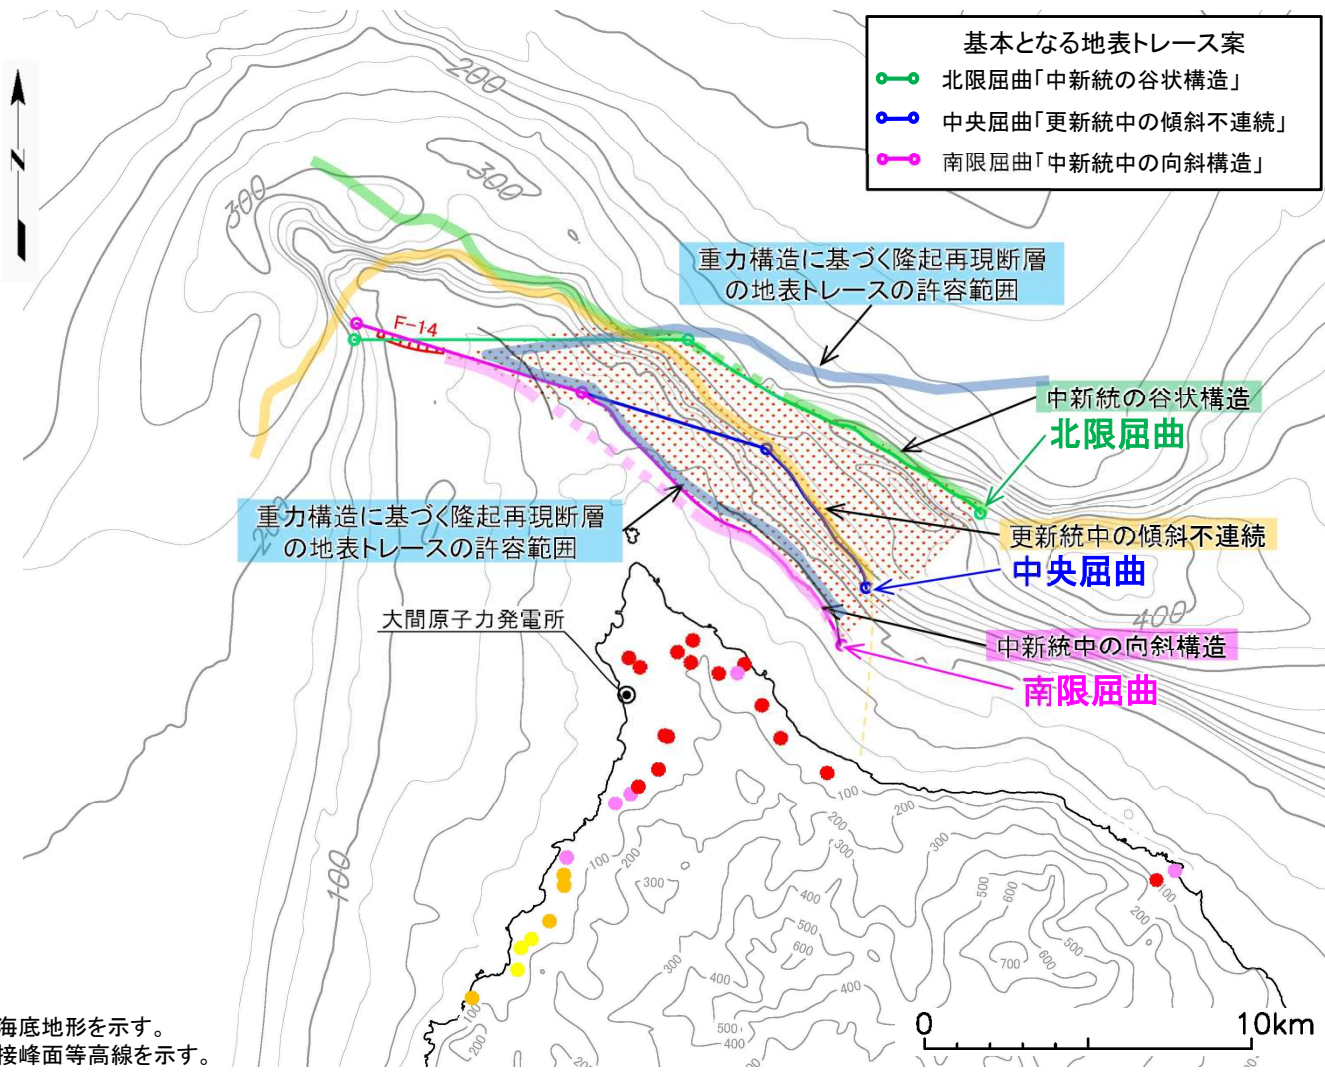 基本となる地表トレース案
北限屈曲「中新統の谷状構造」
中央屈曲「更新統中の傾斜不連続」
南限屈曲「中新統中の向斜構造」
N
200
300
300
重力構造に基づく隆起再現断層
の地表トレースの許容範囲
F-14
中新統の谷状構造
北限屈曲
200
重力構造に基づく隆起再現断層
の地表トレースの許容範囲
更新統中の傾斜不連続
中央屈曲
400
大間原子力発電所
中新統中の向斜構造
南限屈曲
100
100
200
200
300
300
100
200
300
400
500
600
400
400
300
500
400
500
600
500
600
700
100
200
100
200
海底地形を示す。
接峰面等高線を示す。
0
10km